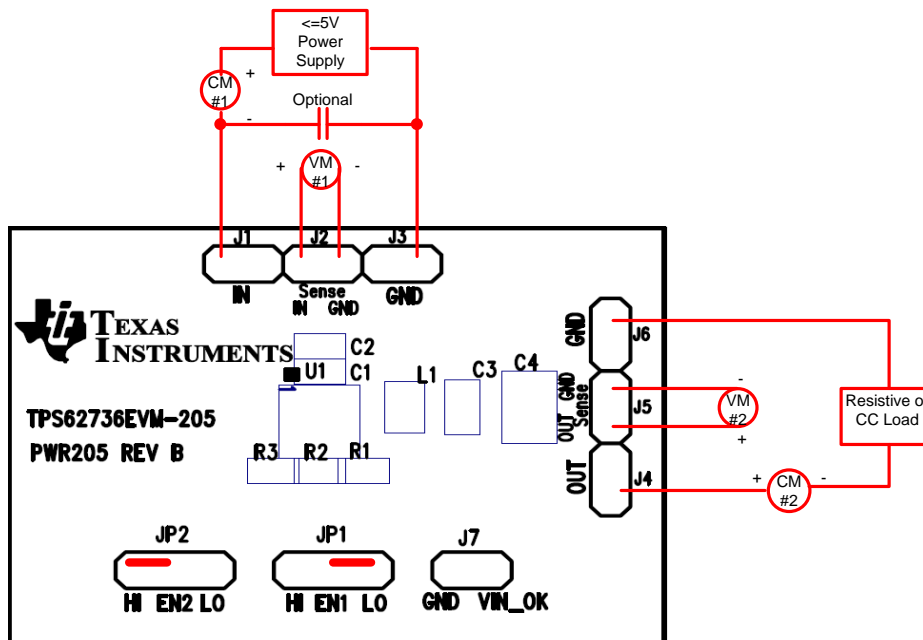 <=5V
Power
Supply
+
CM
#1
-
Optional
+
VM
#1
-
J1
J2
J3
IN
Sense
IN GND
GND
TEXAS
INSTRUMENTS
C2
U1
C1
L1
C3
C4
TPS62736EVM-205
PWR205 REV B
R3
R2
R1
GND
J6
OUT GND
Sense
J5
-
VM
#2
+
Resistive o
CC Load
OUT
J4
+
CM
#2
-
JP2
HI EN2 LO
JP1
HI EN1 LO
J7
GND VIN_OK